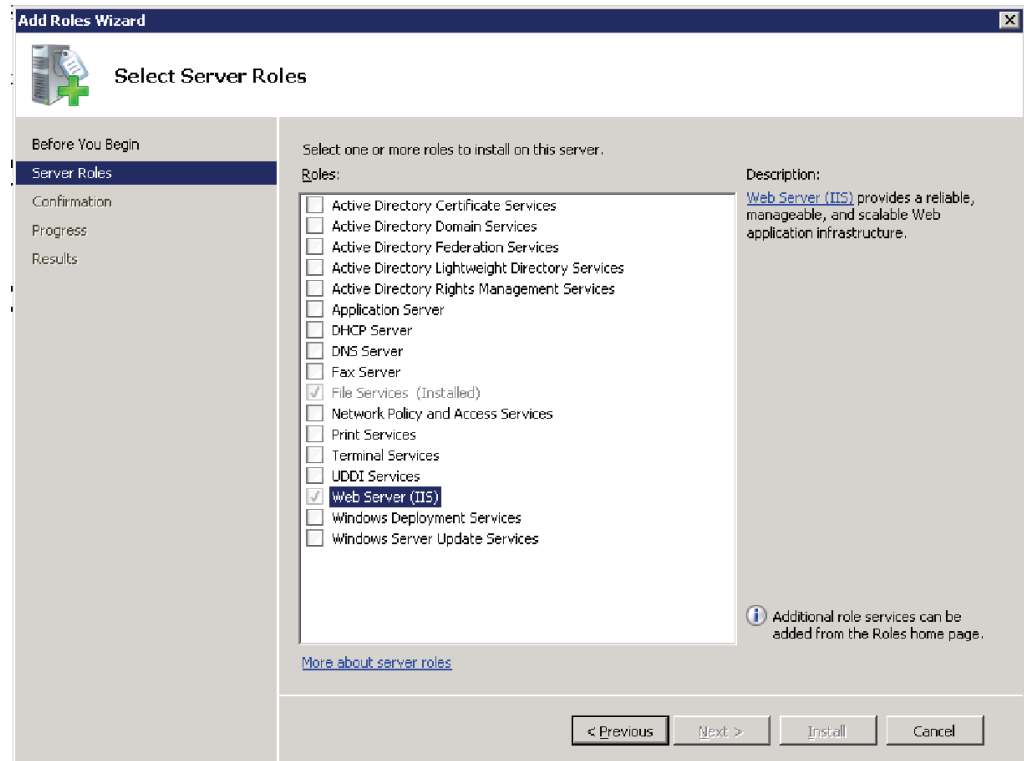 Add Roles Wizard
Select Server Roles
Before You Begin
Server Roles
Confirmation
Progress
Results
Select one or more roles to install on this server.
Roles:
Active Directory Certificate Services
Active Directory Domain Services
Active Directory Federation Services
Active Directory Lightweight Directory Services
Active Directory Rights Management Services
Application Server
DHCP Server
DNS Server
Fax Server
File Services (Installed)
Network Policy and Access Services
Print Services
Terminal Services
UDDI Services
Web Server (IIS)
Windows Deployment Services
Windows Server Update Services
More about server roles
Description:
Web Server (IIS) provides a reliable,
manageable, and scalable Web
application infrastructure.
Additional role services can be
added from the Roles home page.
< Previous
Next >
Install
Cancel